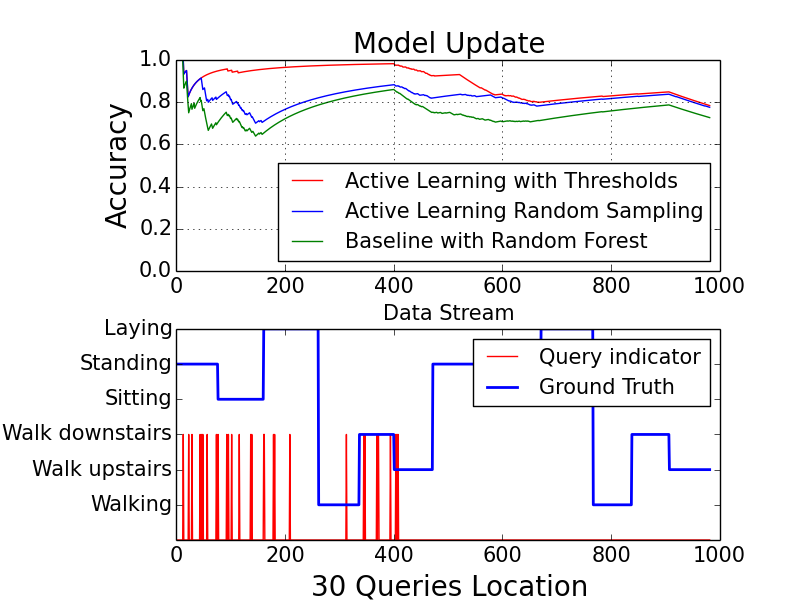 Model Update
1.0
0.8
0.6
0.4
0.2
0.0
Accuracy
Active Learning with Thresholds
Active Learning Random Sampling
Baseline with Random Forest
0 200 400 600 800 1000
Data Stream
Laying
Standing
Sitting
Walk downstairs
Walk upstairs
Walking
Query indicator
Ground Truth
0 200 400 600 800 1000
30 Queries Location